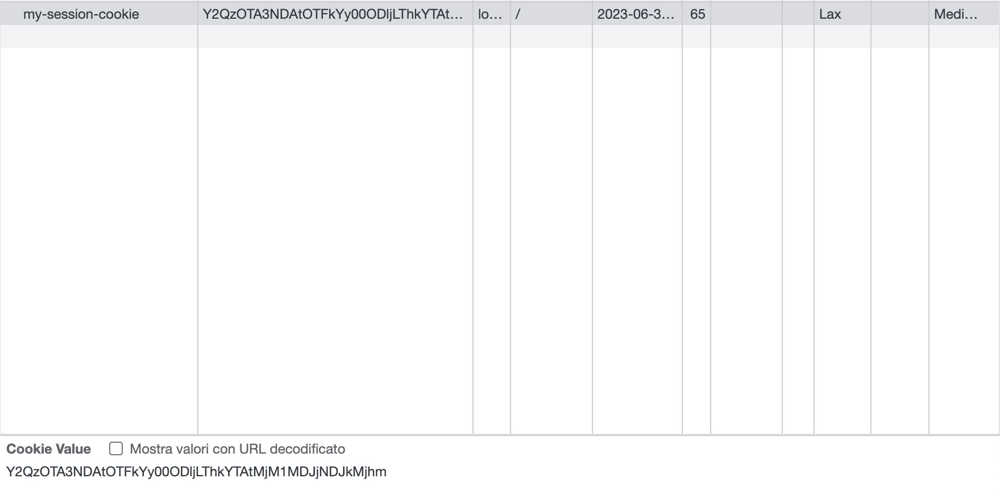 my-session-cookie Y2QzOTA3NDAtOTFkYy00ODljLThkYTAt... lo... / 2023-06-3... 65 Lax Medi...
Cookie Value Mostra valori con URL decodificato
Y2QzOTA3NDAtOTFkYy00ODljLThkYTAtMjM1MDJjNDJkMjhm